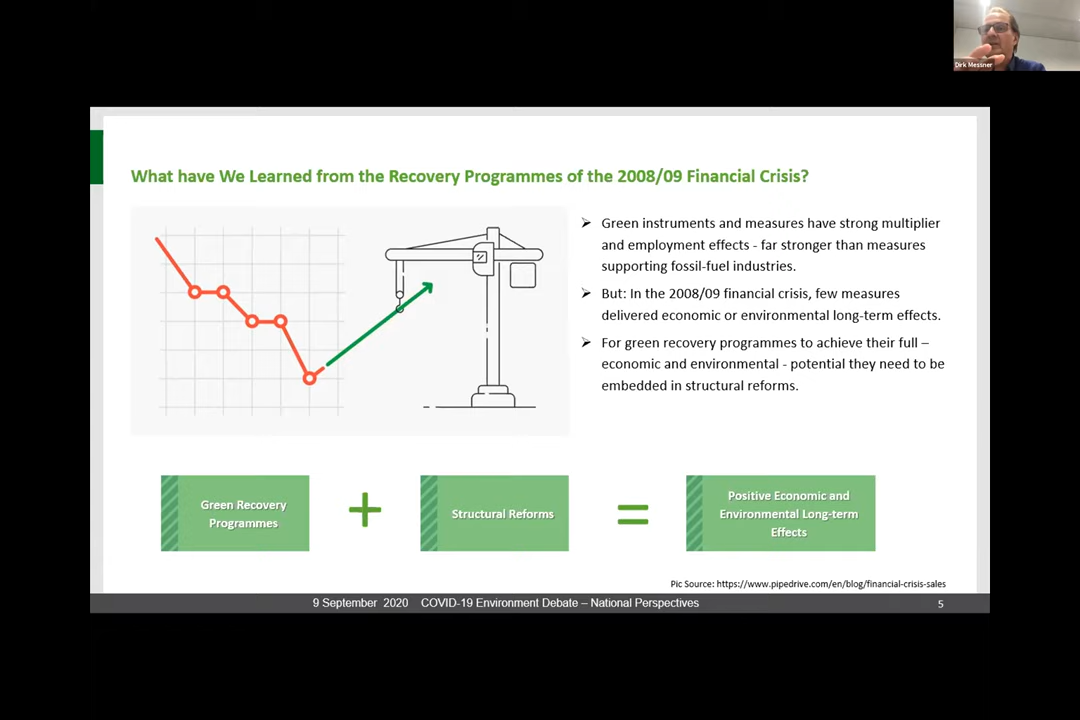 Dirk Messner
What have We Learned from the Recovery Programmes of the 2008/09 Financial Crisis?
➢ Green instruments and measures have strong multiplier
and employment effects - far stronger than measures
supporting fossil-fuel industries.
➢ But: In the 2008/09 financial crisis, few measures
delivered economic or environmental long-term effects.
➢ For green recovery programmes to achieve their full –
economic and environmental - potential they need to be
embedded in structural reforms.
Green Recovery
Programmes
+
Structural Reforms
=
Positive Economic and
Environmental Long-term
Effects
Pic Source: https://www.pipedrive.com/en/blog/financial-crisis-sales
9 September 2020 COVID-19 Environment Debate – National Perspectives 5